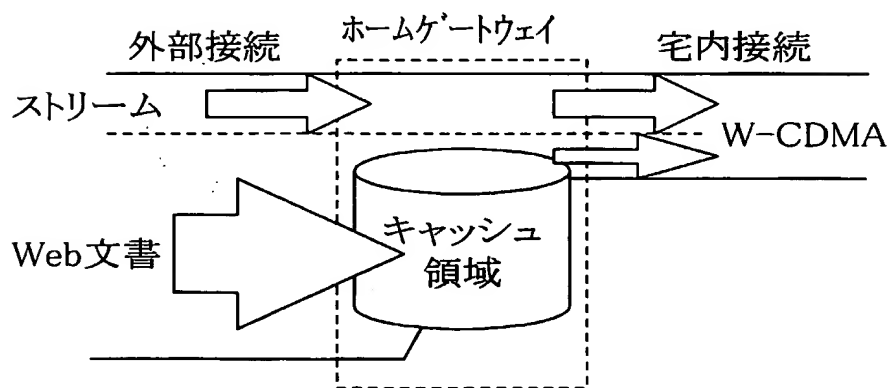 外部接続
ホームゲートウェイ
宅内接続
ストリーム
W-CDMA
Web文書
キャッシュ
領域